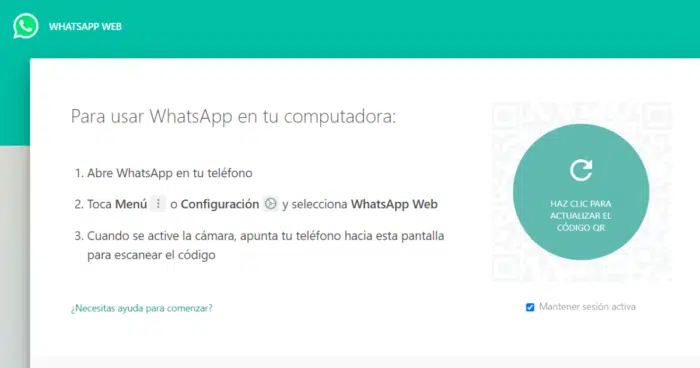 WHATSAPP WEB
Para usar WhatsApp en tu computadora:
1. Abre WhatsApp en tu teléfono
2. Toca Menú o Configuración y selecciona WhatsApp Web
3. Cuando se active la cámara, apunta tu teléfono hacia esta pantalla
para escanear el código
HAZ CLIC PARA
ACTUALIZAR EL
CÓDIGO QR
¿Necesitas ayuda para comenzar?
Mantener sesión activa